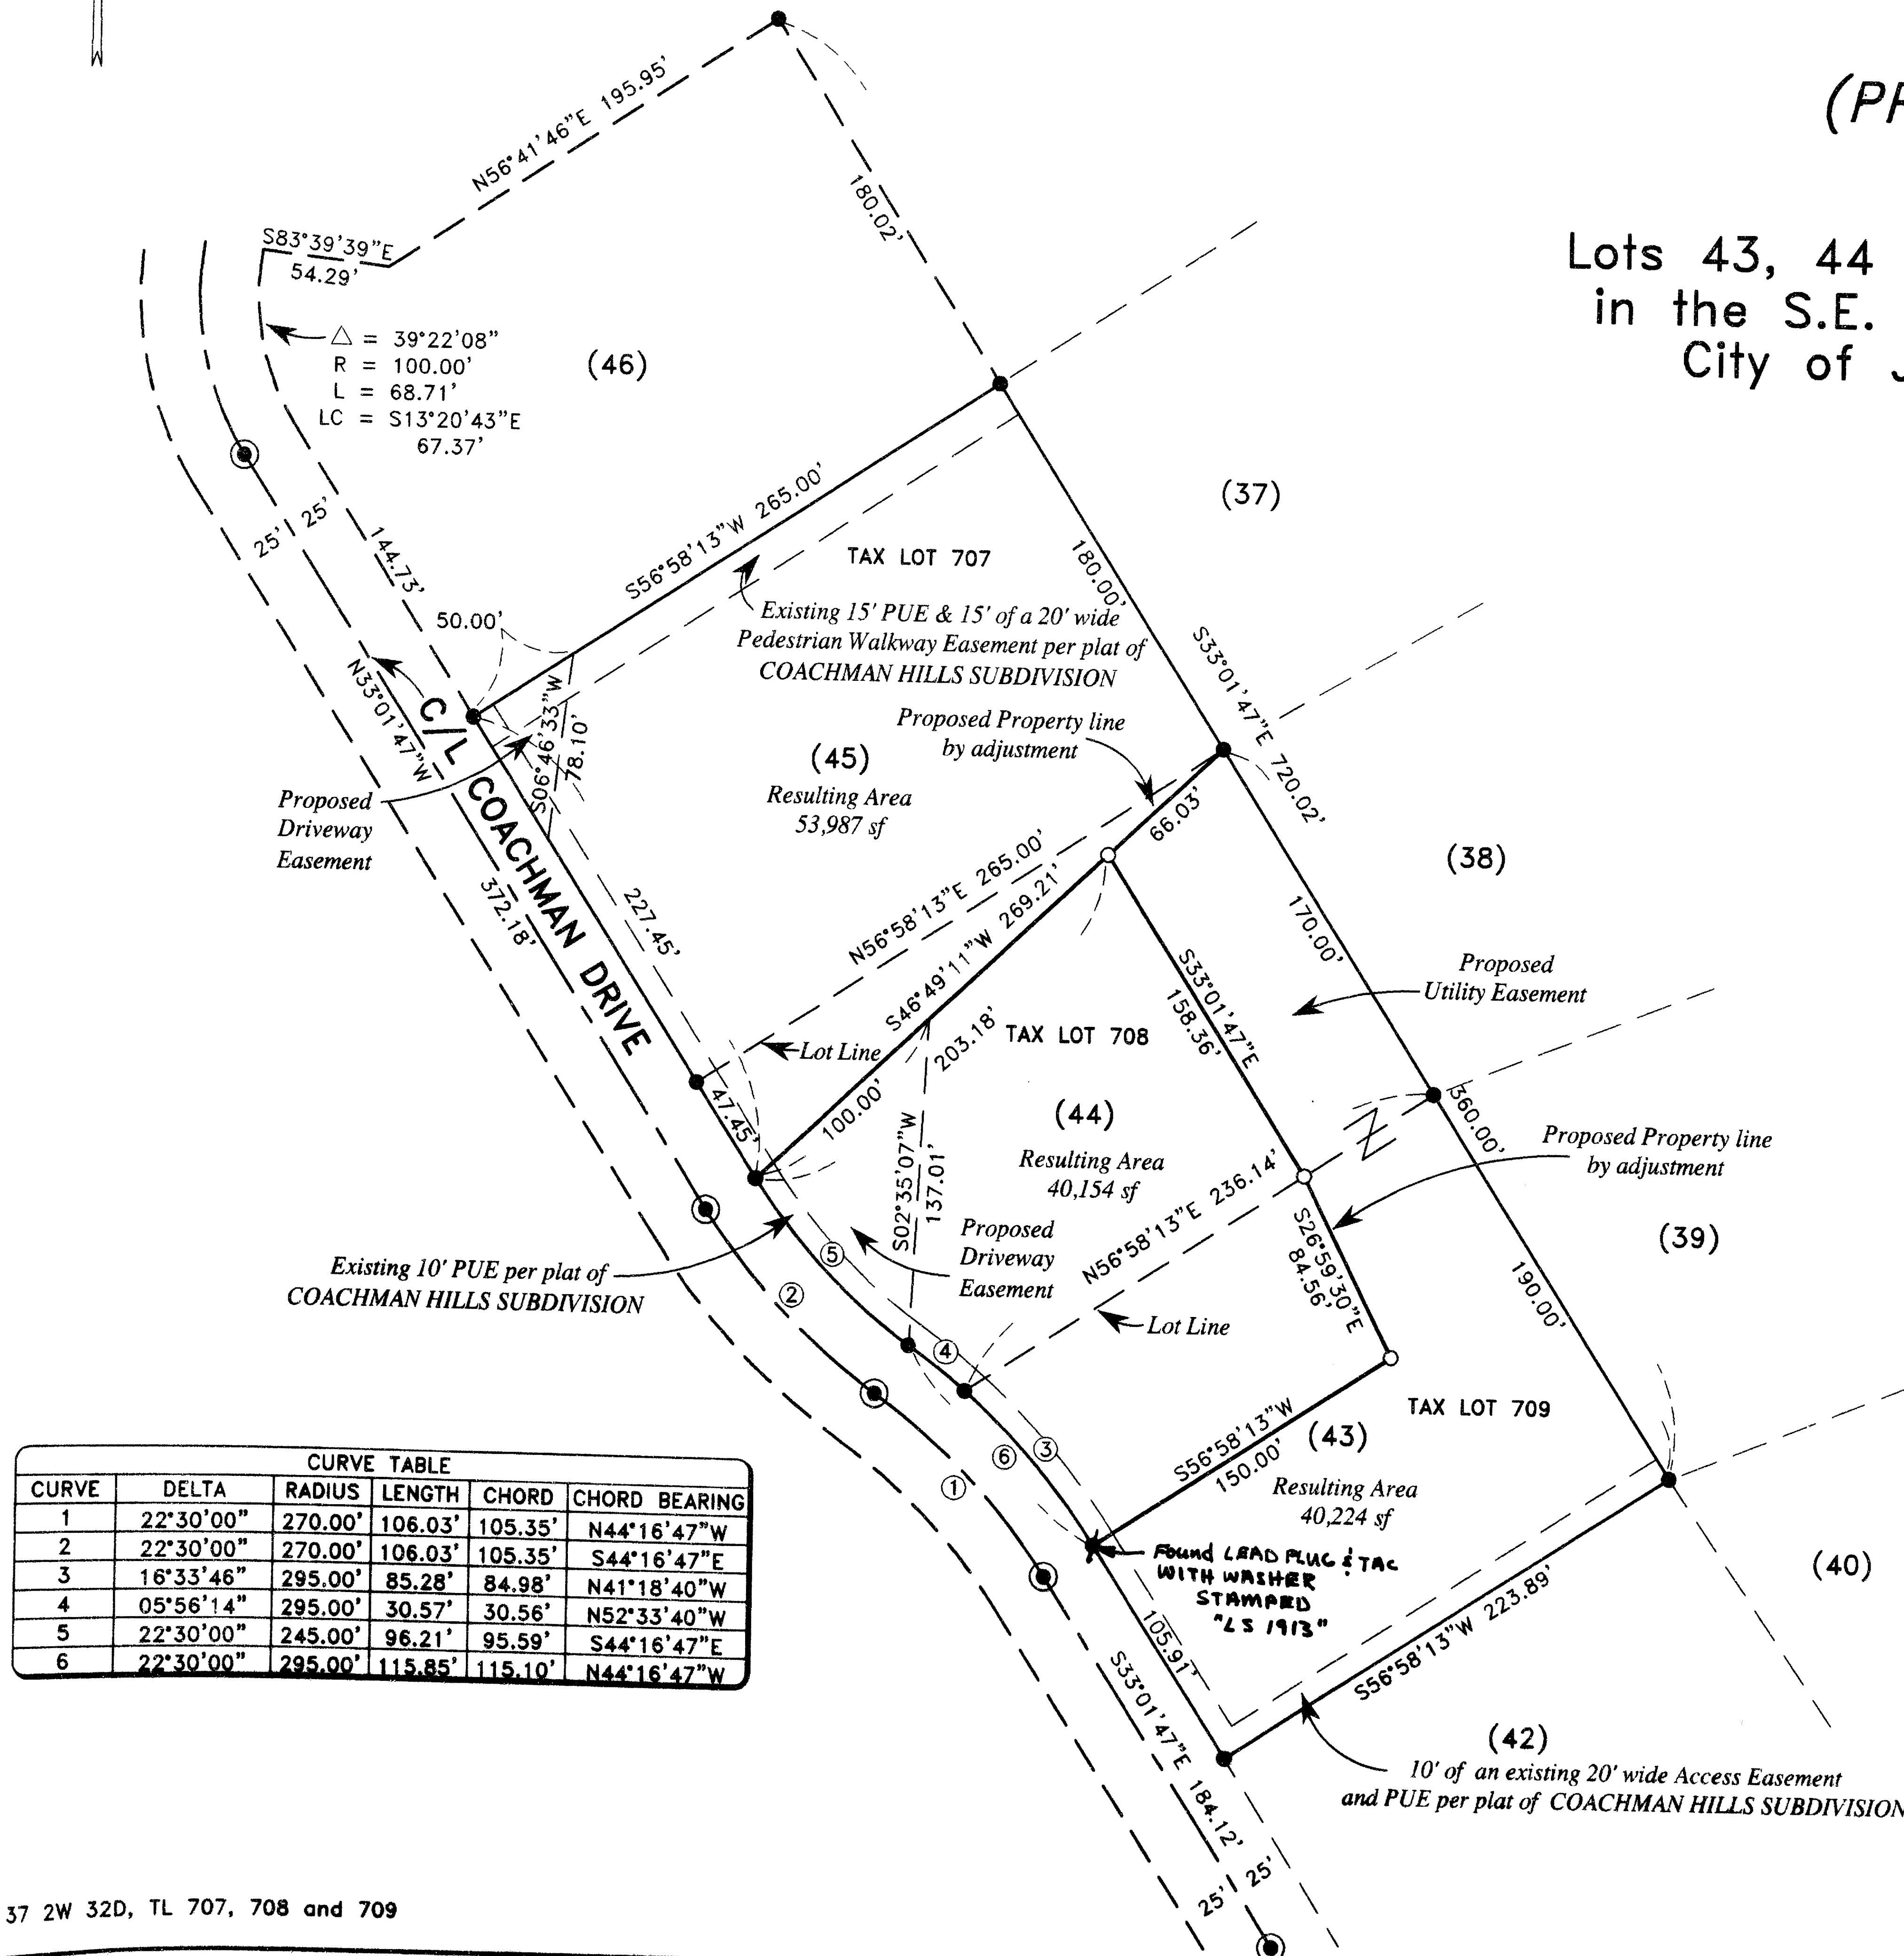 (PR
Lots 43, 44
in the S.E.
City of J
N56°41'46"E 195.95'
180.02'
S83°39'39"E
54.29'
△ = 39°22'08"
R = 100.00'
L = 68.71'
LC = S13°20'43"E
67.37'
(46)
(37)
25' 25'
144.73'
S56°58'13"W 265.00'
TAX LOT 707
180.00'
Existing 15' PUE & 15' of a 20' wide
Pedestrian Walkway Easement per plat of
COACHMAN HILLS SUBDIVISION
50.00'
S33°01'47"E 720.02'
N33°01'47"W
372.18'
C/L COACHMAN DRIVE
S06°46'33"W
78.10'
Proposed Property line
by adjustment
(45)
Resulting Area
53,987 sf
Proposed
Driveway
Easement
66.03'
227.45'
N56°58'13"E 265.00'
S46°49'11"W 269.21'
(38)
170.00'
Proposed
Utility Easement
S33°01'47"E
158.36'
TAX LOT 708
203.18'
100.00'
Lot Line
47.45'
(44)
Resulting Area
40,154 sf
S02°35'07"W
137.01'
360.00'
Proposed Property line
by adjustment
N56°58'13"E 236.14'
Proposed
Driveway
Easement
(39)
S26°59'30"E
84.56'
190.00'
Existing 10' PUE per plat of
COACHMAN HILLS SUBDIVISION
5
2
4
Lot Line
TAX LOT 709
S56°58'13"W
150.00'
(43)
Resulting Area
40,224 sf
6
3
1
CURVE TABLE
CURVE DELTA RADIUS LENGTH CHORD CHORD BEARING
1 22°30'00" 270.00' 106.03' 105.35' N44°16'47"W
2 22°30'00" 270.00' 106.03' 105.35' S44°16'47"E
3 16°33'46" 295.00' 85.28' 84.98' N41°18'40"W
4 05°56'14" 295.00' 30.57' 30.56' N52°33'40"W
5 22°30'00" 245.00' 96.21' 95.59' S44°16'47"E
6 22°30'00" 295.00' 115.85' 115.10' N44°16'47"W
Found LEAD PLUG & TAC
WITH WASHER
STAMPED
"LS 1913"
(40)
105.91'
S56°58'13"W 223.89'
S33°01'47"E 184.12'
(42)
10' of an existing 20' wide Access Easement
and PUE per plat of COACHMAN HILLS SUBDIVISION
25' 25'
37 2W 32D, TL 707, 708 and 709